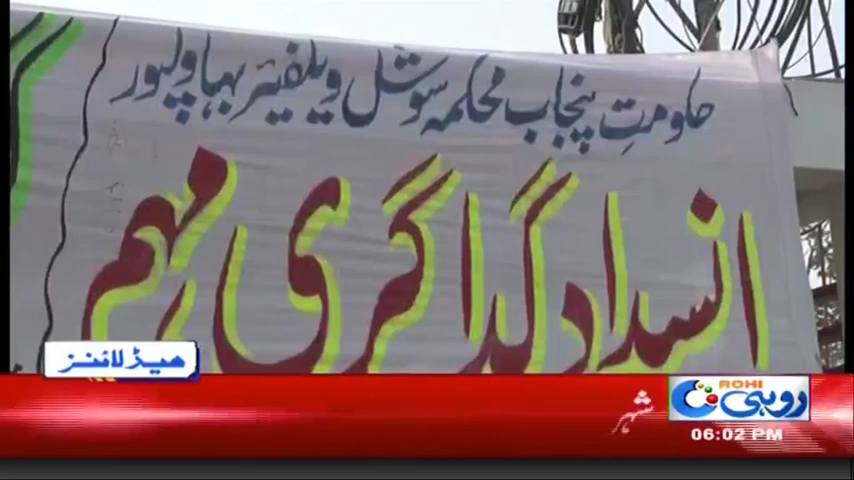 حکومتِ پنجاب محکمہ سوشل ویلفیئر بہاولپور
انسداد گداگری مہم
ہیڈ لائنز
شہر
ROHI
روہی
06:02 PM